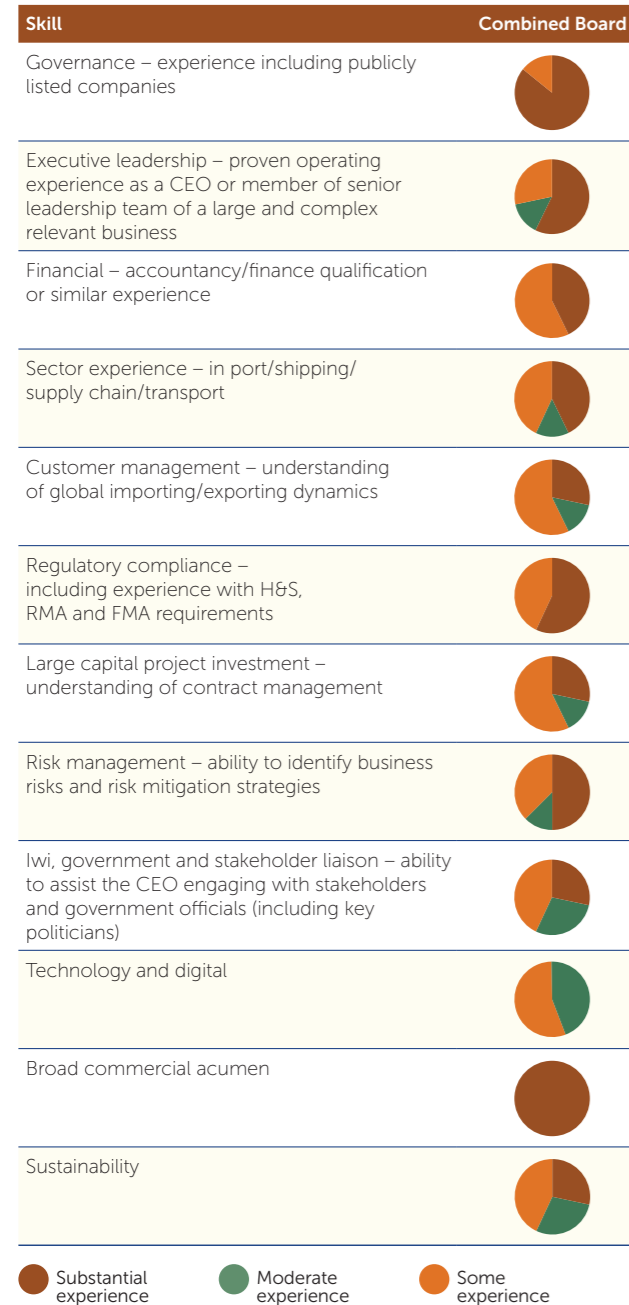 Skill Combined Board
Governance – experience including publicly
listed companies
Executive leadership – proven operating
experience as a CEO or member of senior
leadership team of a large and complex
relevant business
Financial – accountancy/finance qualification
or similar experience
Sector experience – in port/shipping/
supply chain/transport
Customer management – understanding
of global importing/exporting dynamics
Regulatory compliance –
including experience with H&S,
RMA and FMA requirements
Large capital project investment –
understanding of contract management
Risk management – ability to identify business
risks and risk mitigation strategies
Iwi, government and stakeholder liaison – ability
to assist the CEO engaging with stakeholders
and government officials (including key
politicians)
Technology and digital
Broad commercial acumen
Sustainability
Substantial
experience
Moderate
experience
Some
experience